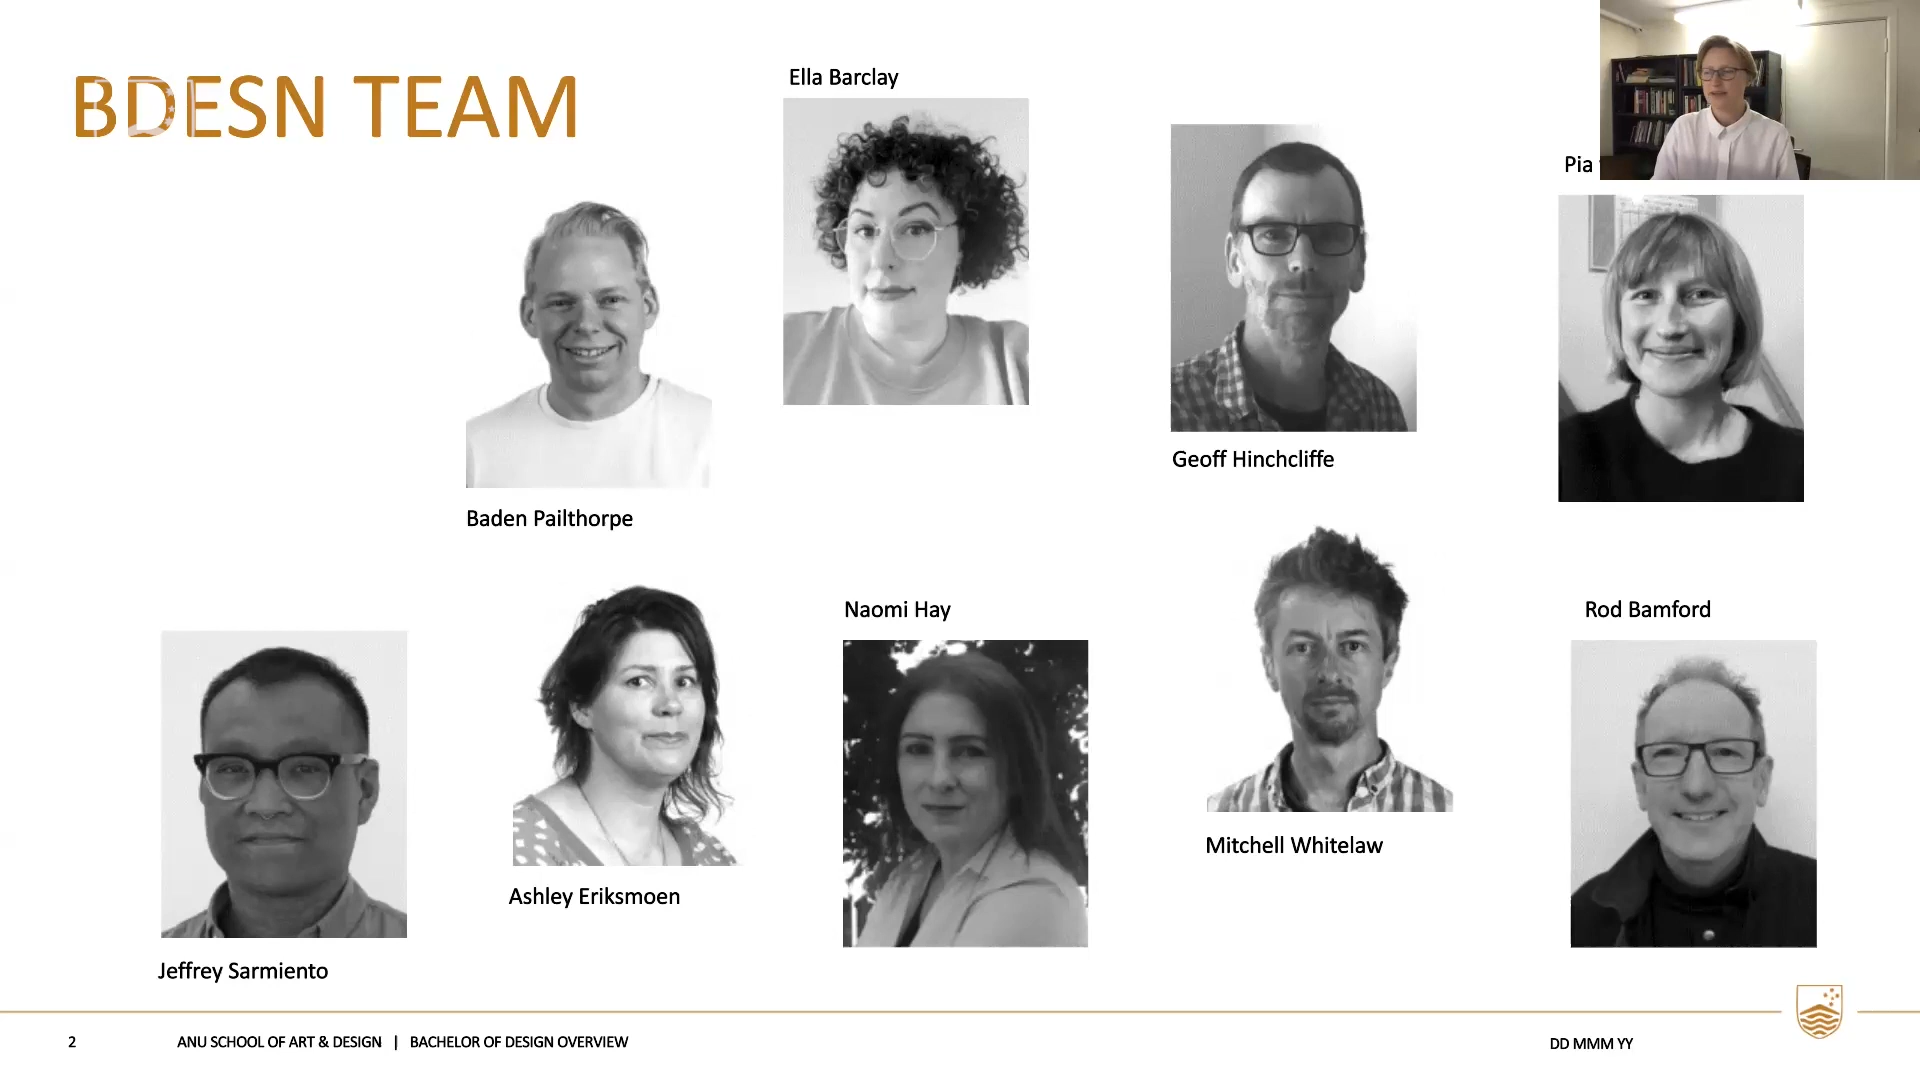 BDESN TEAM
Ella Barclay
Pia
Geoff Hinchcliffe
Baden Pailthorpe
Naomi Hay
Rod Bamford
Mitchell Whitelaw
Ashley Eriksmoen
Jeffrey Sarmiento
2 ANU SCHOOL OF ART & DESIGN | BACHELOR OF DESIGN OVERVIEW DD MMM YY